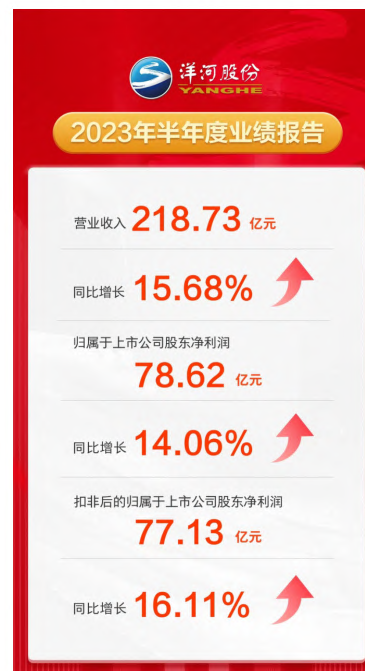 洋河股份
YANGHE
2023年半年度业绩报告
营业收入 218.73 亿元
同比增长 15.68%
归属于上市公司股东净利润
78.62 亿元
同比增长 14.06%
扣非后的归属于上市公司股东净利润
77.13 亿元
同比增长 16.11%